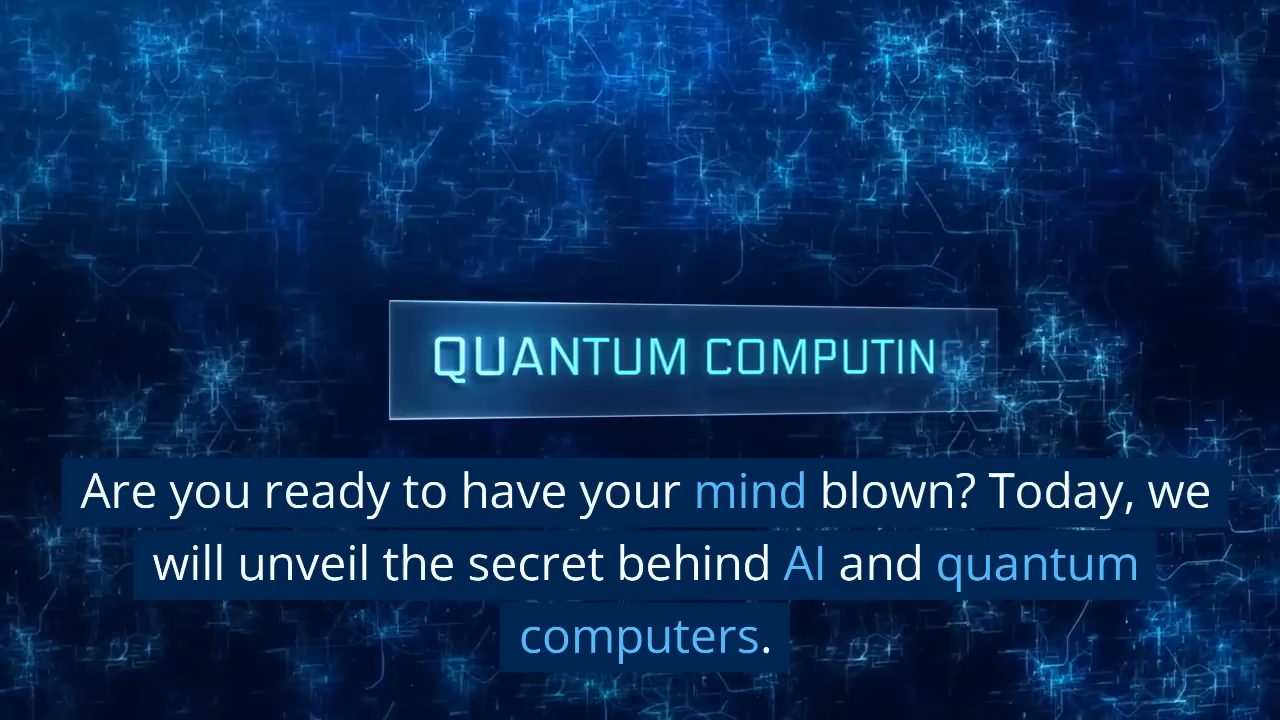 QUANTUM COMPUTING
Are you ready to have your mind blown? Today, we
will unveil the secret behind AI and quantum
computers.